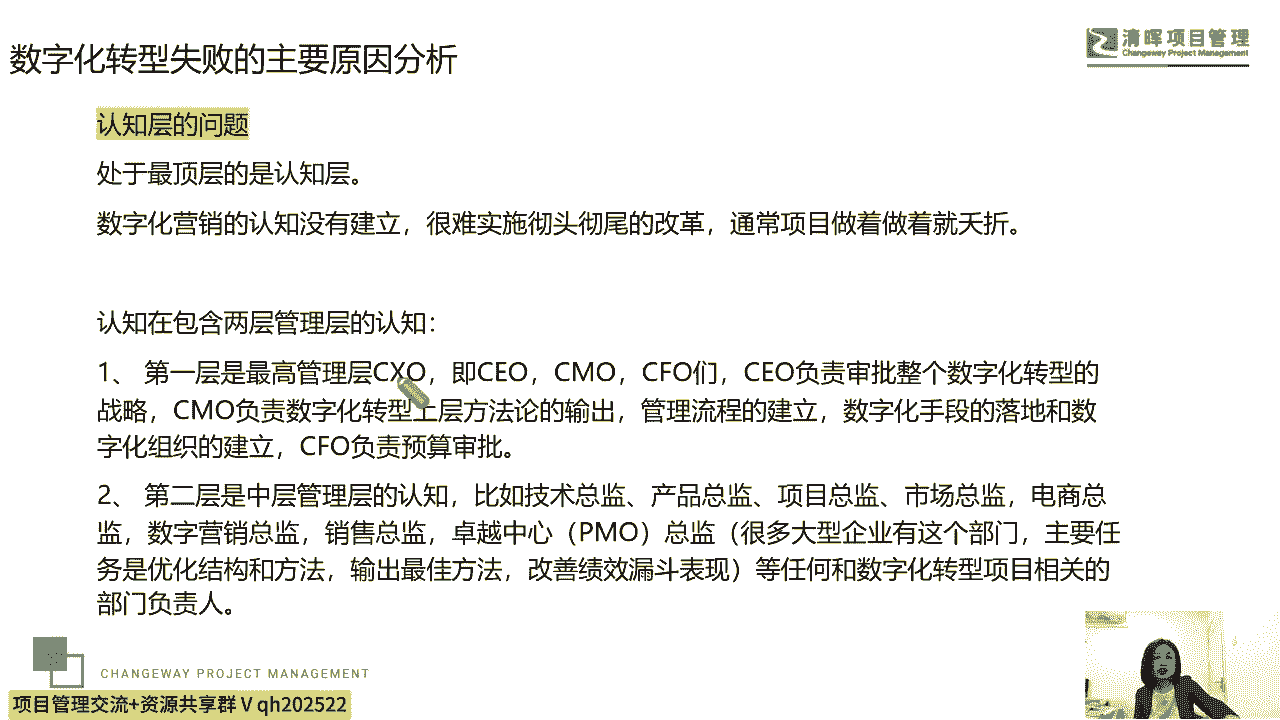 数字化转型失败的主要原因分析
清晖项目管理
Changeway Project Management
认知层的问题
处于最顶层的是认知层。
数字化营销的认知没有建立，很难实施彻头彻尾的改革，通常项目做着做着就夭折。
认知在包含两层管理层的认知：
1、 第一层是最高管理层CXO，即CEO，CMO，CFO们，CEO负责审批整个数字化转型的
战略，CMO负责数字化转型上层方法论的输出，管理流程的建立，数字化手段的落地和数
字化组织的建立，CFO负责预算审批。
2、 第二层是中层管理层的认知，比如技术总监、产品总监、项目总监、市场总监，电商总
监，数字营销总监，销售总监，卓越中心（PMO）总监（很多大型企业有这个部门，主要任
务是优化结构和方法，输出最佳方法，改善绩效漏斗表现）等任何和数字化转型项目相关的
部门负责人。
CHANGEWAY PROJECT MANAGEMENT
项目管理交流+资源共享群 V qh202522